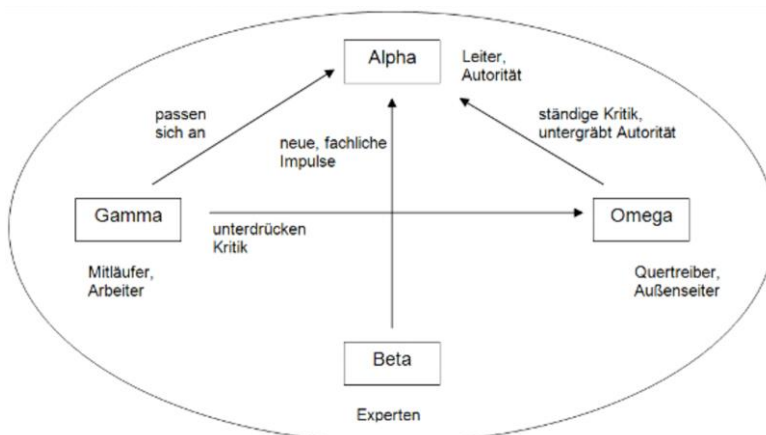 Alpha
Leiter,
Autorität
passen
sich an
neue, fachliche
Impulse
ständige Kritik,
untergräbt Autorität
Gamma
unterdrücken
Kritik
Omega
Mitläufer,
Arbeiter
Quertreiber,
Außenseiter
Beta
Experten